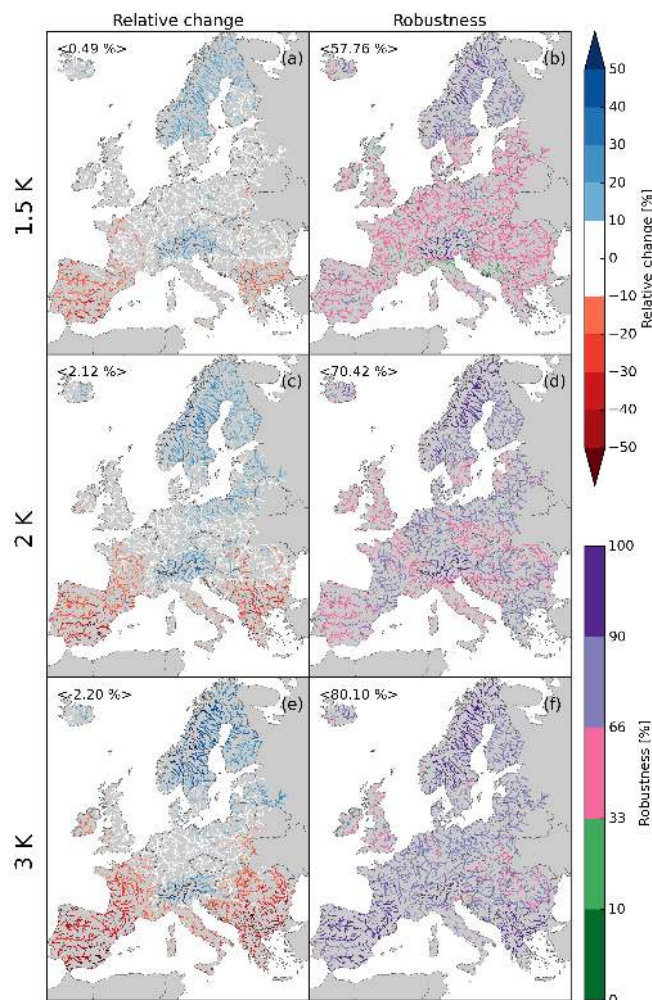 Relative change
Robustness
<0.49 %>
(a)
<57.76 %>
(b)
1.5 K
<2.12 %>
(c)
<70.42 %>
(d)
2 K
<-2.20 %>
(e)
<80.10 %>
(f)
3 K
50
40
30
20
10
0
−10
−20
−30
−40
−50
Relative change [%]
100
90
66
33
10
0
Robustness [%]